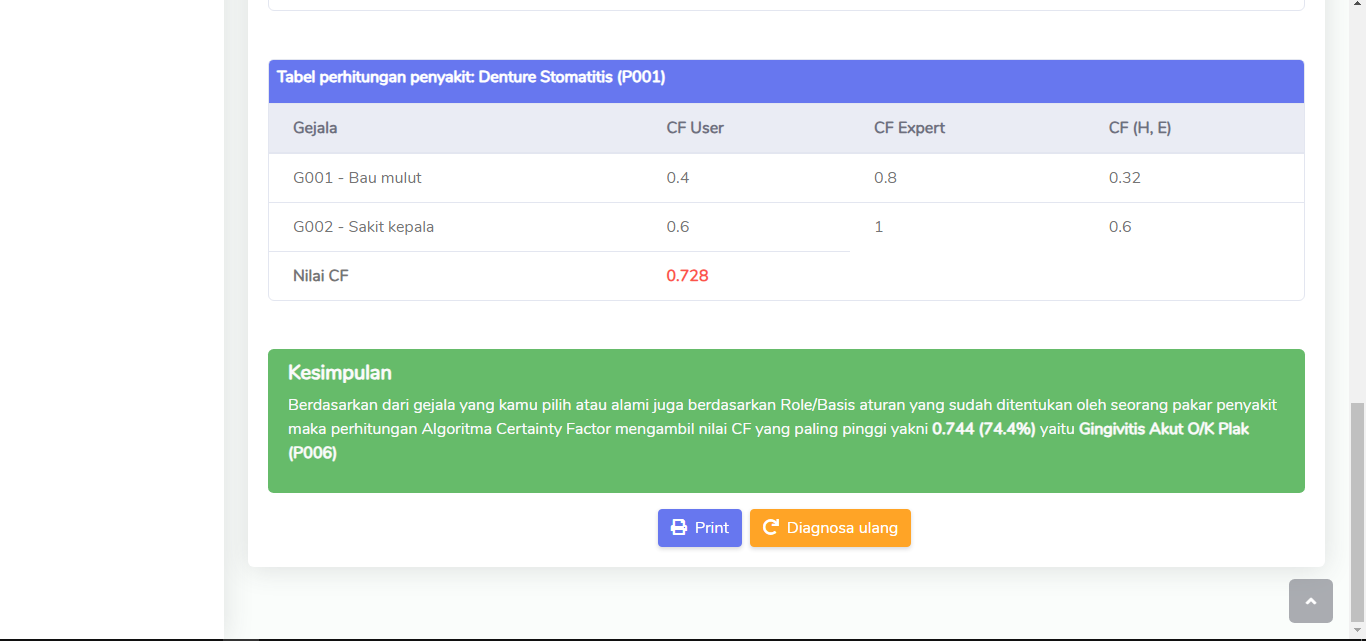 Tabel perhitungan penyakit: Denture Stomatitis (P001)
Gejala CF User CF Expert CF (H, E)
G001 - Bau mulut 0.4 0.8 0.32
G002 - Sakit kepala 0.6 1 0.6
Nilai CF 0.728
Kesimpulan
Berdasarkan dari gejala yang kamu pilih atau alami juga berdasarkan Role/Basis aturan yang sudah ditentukan oleh seorang pakar penyakit
maka perhitungan Algoritma Certainty Factor mengambil nilai CF yang paling pinggi yakni 0.744 (74.4%) yaitu Gingivitis Akut O/K Plak
(P006)
Print Diagnosa ulang